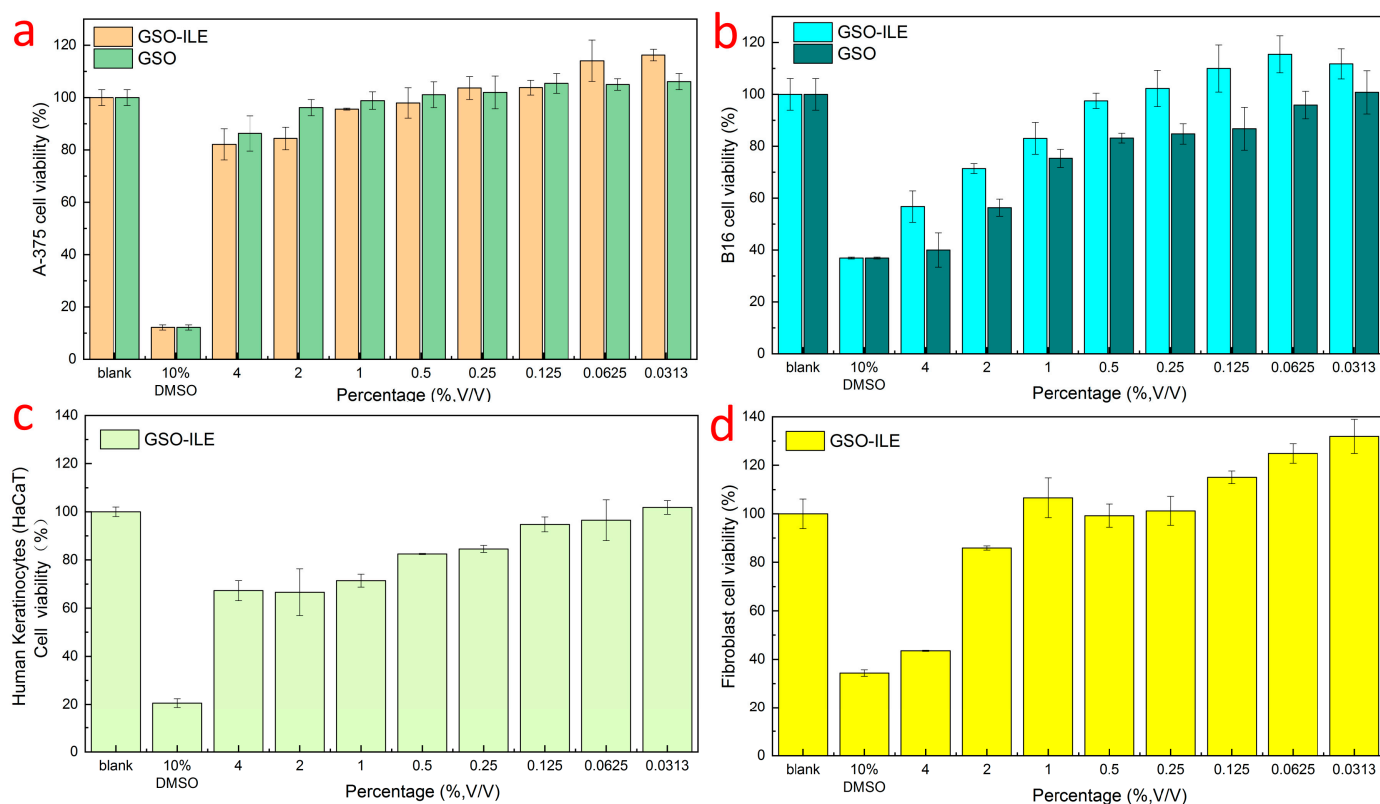 a
GSO-ILE
GSO
A-375 cell viability (%)
120
100
80
60
40
20
0
blank 10% DMSO 4 2 1 0.5 0.25 0.125 0.0625 0.0313
Percentage (%,V/V)
b
GSO-ILE
GSO
B16 cell viability (%)
120
100
80
60
40
20
0
blank 10% DMSO 4 2 1 0.5 0.25 0.125 0.0625 0.0313
Percentage (%,V/V)
c
GSO-ILE
Human Keratinocytes (HaCaT)
Cell viability（%）
140
120
100
80
60
40
20
0
blank 10% DMSO 4 2 1 0.5 0.25 0.125 0.0625 0.0313
Percentage (%,V/V)
d
GSO-ILE
Fibroblast cell viability (%)
140
120
100
80
60
40
20
0
blank 10% DMSO 4 2 1 0.5 0.25 0.125 0.0625 0.0313
Percentage (%,V/V)